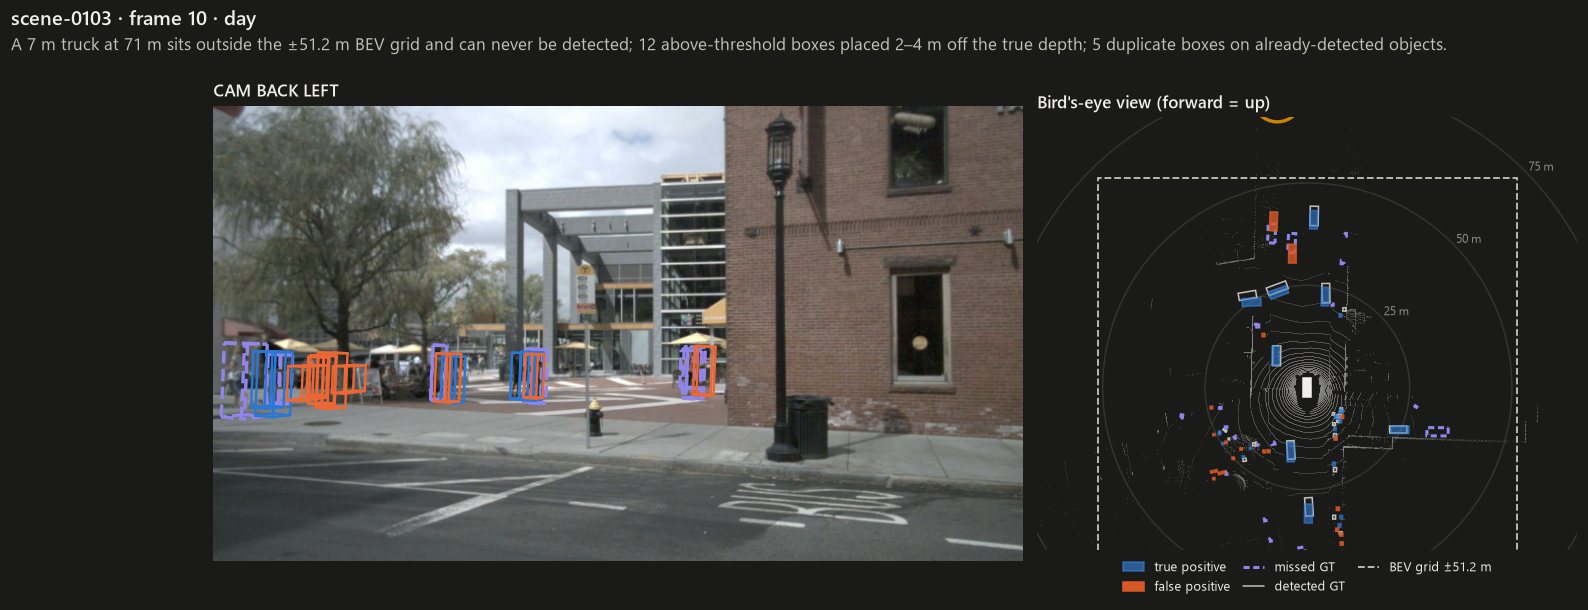 scene-0103 · frame 10 · day
A 7 m truck at 71 m sits outside the ±51.2 m BEV grid and can never be detected; 12 above-threshold boxes placed 2–4 m off the true depth; 5 duplicate boxes on already-detected objects.
CAM BACK LEFT
Bird's-eye view (forward = up)
75 m
50 m
25 m
BUS
true positive
missed GT
BEV grid ±51.2 m
false positive
detected GT